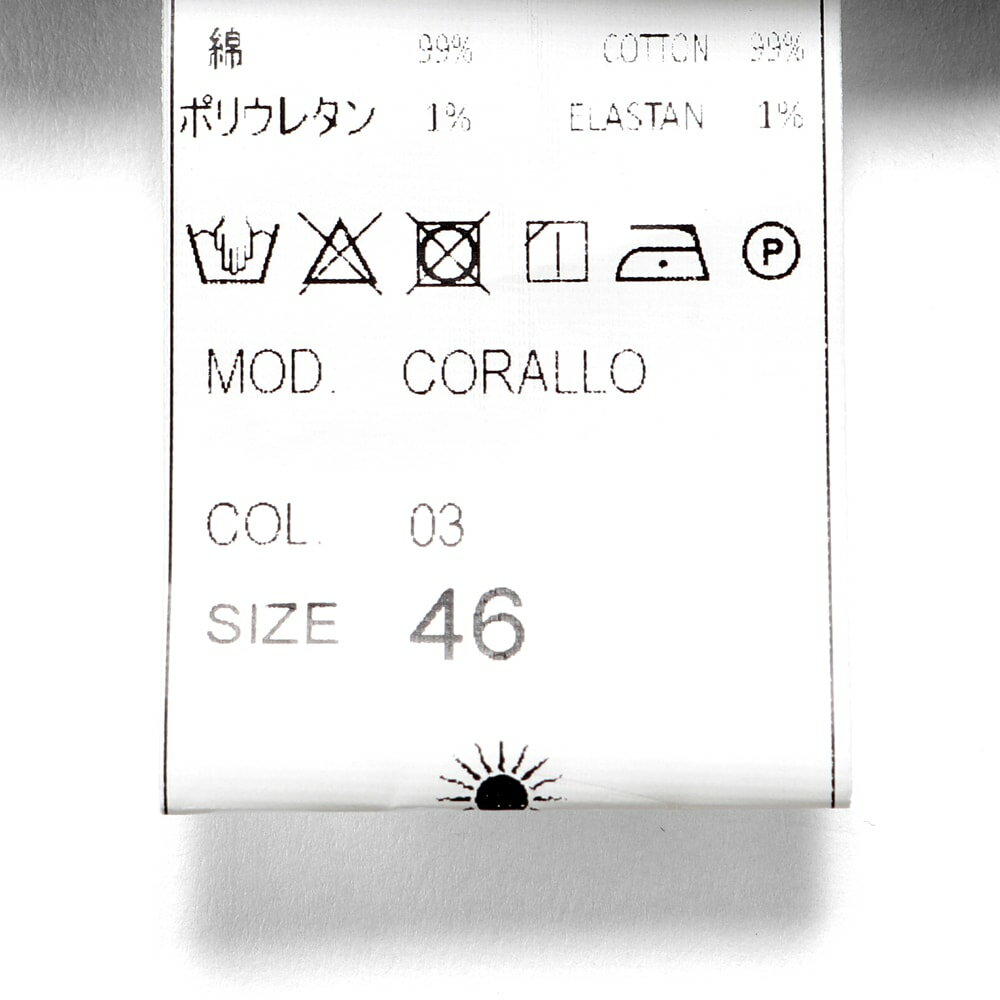 綿 99% COTTON 99%
ポリウレタン 1% ELASTAN 1%
P
MOD. CORALLO
COL. 03
SIZE 46